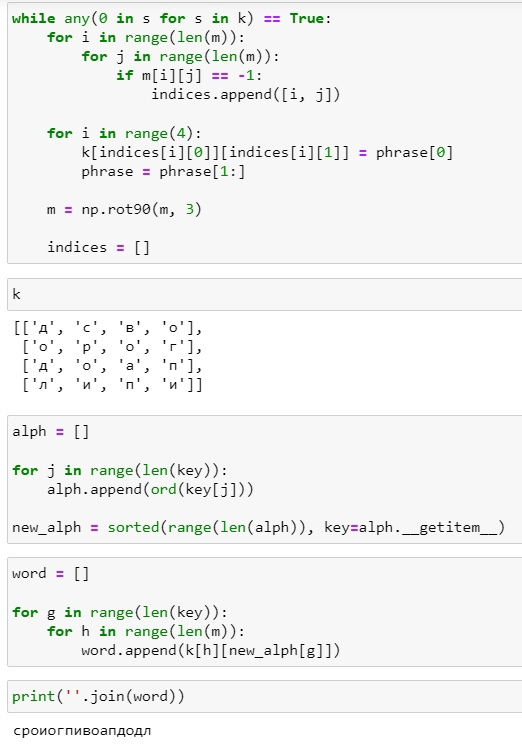 while any(0 in s for s in k) == True:
    for i in range(len(m)):
        for j in range(len(m)):
            if m[i][j] == -1:
                indices.append([i, j])

    for i in range(4):
        k[indices[i][0]][indices[i][1]] = phrase[0]
        phrase = phrase[1:]

    m = np.rot90(m, 3)

    indices = []

k

[['д', 'с', 'в', 'о'],
 ['о', 'р', 'о', 'г'],
 ['д', 'о', 'а', 'п'],
 ['л', 'и', 'п', 'и']]

alph = []

for j in range(len(key)):
    alph.append(ord(key[j]))

new_alph = sorted(range(len(alph)), key=alph.__getitem__)

word = []

for g in range(len(key)):
    for h in range(len(m)):
        word.append(k[h][new_alph[g]])

print(''.join(word))

сроиогпивоапдодл